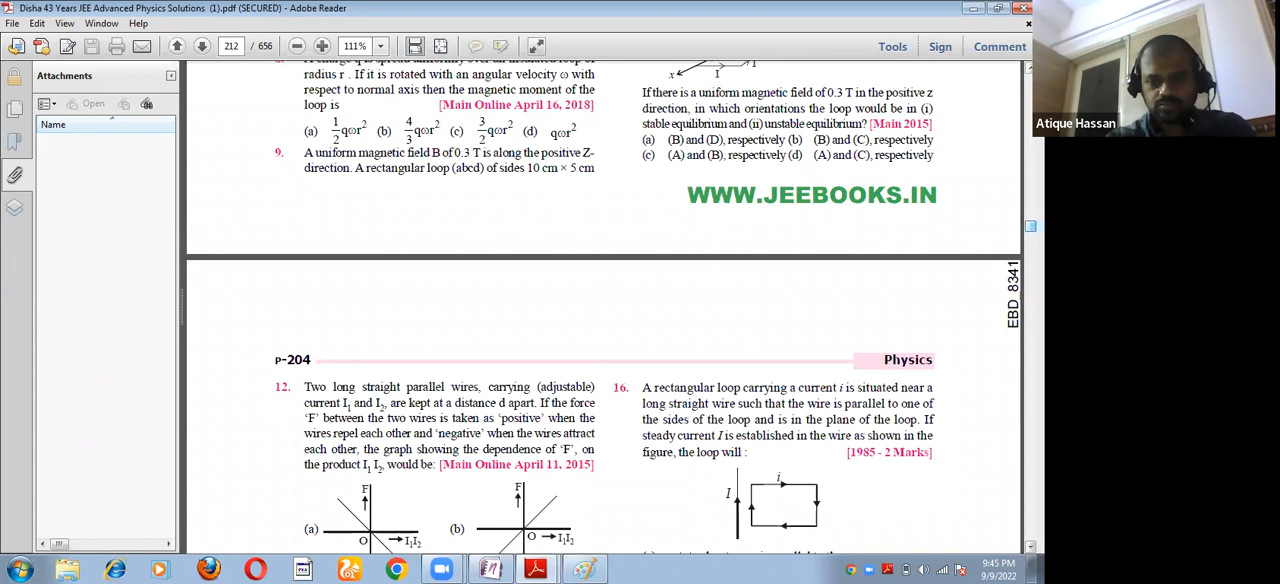 Disha 43 Years JEE Advanced Physics Solutions (1).pdf (SECURED) - Adobe Reader
File Edit View Window Help
212 / 656 111% Tools Sign Comment
Attachments
Open
Name
radius r . If it is rotated with an angular velocity ω with
respect to normal axis then the magnetic moment of the
loop is [Main Online April 16, 2018]
(a) 1/2 qωr² (b) 4/3 qωr² (c) 3/2 qωr² (d) qωr²
9. A uniform magnetic field B of 0.3 T is along the positive Z-
direction. A rectangular loop (abcd) of sides 10 cm × 5 cm
x I I
If there is a uniform magnetic field of 0.3 T in the positive z
direction, in which orientations the loop would be in (i)
stable equilibrium and (ii) unstable equilibrium? [Main 2015]
(a) (B) and (D), respectively (b) (B) and (C), respectively
(c) (A) and (B), respectively (d) (A) and (C), respectively
WWW.JEEBOOKS.IN
EBD 8341
P-204 Physics
12. Two long straight parallel wires, carrying (adjustable)
current I₁ and I₂, are kept at a distance d apart. If the force
‘F’ between the two wires is taken as ‘positive’ when the
wires repel each other and ‘negative’ when the wires attract
each other, the graph showing the dependence of ‘F’, on
the product I₁ I₂, would be: [Main Online April 11, 2015]
(a) F O I₁I₂
(b) F O I₁I₂
16. A rectangular loop carrying a current i is situated near a
long straight wire such that the wire is parallel to one of
the sides of the loop and is in the plane of the loop. If
steady current I is established in the wire as shown in the
figure, the loop will : [1985 - 2 Marks]
i
I
Atique Hassan
9:45 PM
9/9/2022